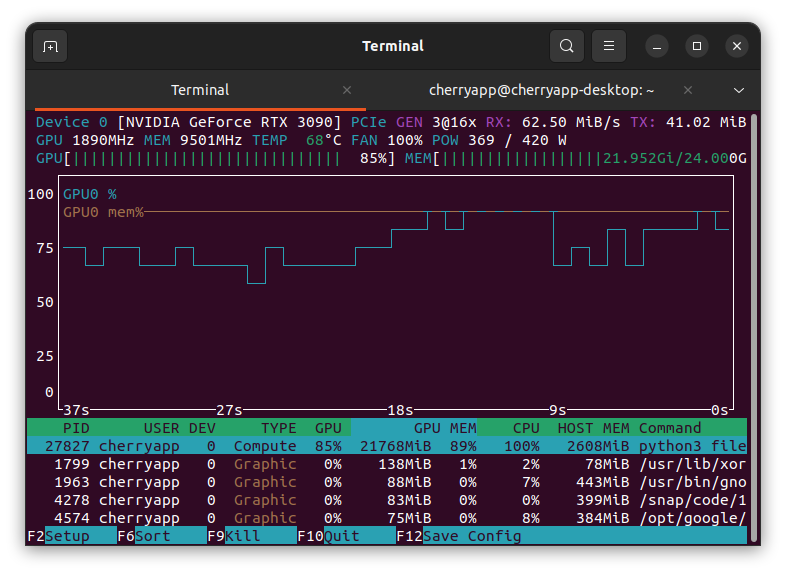 Terminal
Terminal
cherryapp@cherryapp-desktop: ~
Device 0 [NVIDIA GeForce RTX 3090] PCIe GEN 3@16x RX: 62.50 MiB/s TX: 41.02 MiB
GPU 1890MHz MEM 9501MHz TEMP  68°C FAN 100% POW 369 / 420 W
GPU[||||||||||||||||||||||||||||||  85%] MEM[||||||||||||||||||21.952Gi/24.000G
100
GPU0 %
GPU0 mem%
75
50
25
0
37s 27s 18s 9s 0s
PID USER DEV TYPE GPU GPU MEM CPU HOST MEM Command
27827 cherryapp 0 Compute 85% 21768MiB 89% 100% 2608MiB python3 file
1799 cherryapp 0 Graphic 0% 138MiB 1% 2% 78MiB /usr/lib/xor
1963 cherryapp 0 Graphic 0% 88MiB 0% 7% 443MiB /usr/bin/gno
4278 cherryapp 0 Graphic 0% 83MiB 0% 0% 399MiB /snap/code/1
4574 cherryapp 0 Graphic 0% 75MiB 0% 8% 384MiB /opt/google/
F2Setup F6Sort F9Kill F10Quit F12Save Config